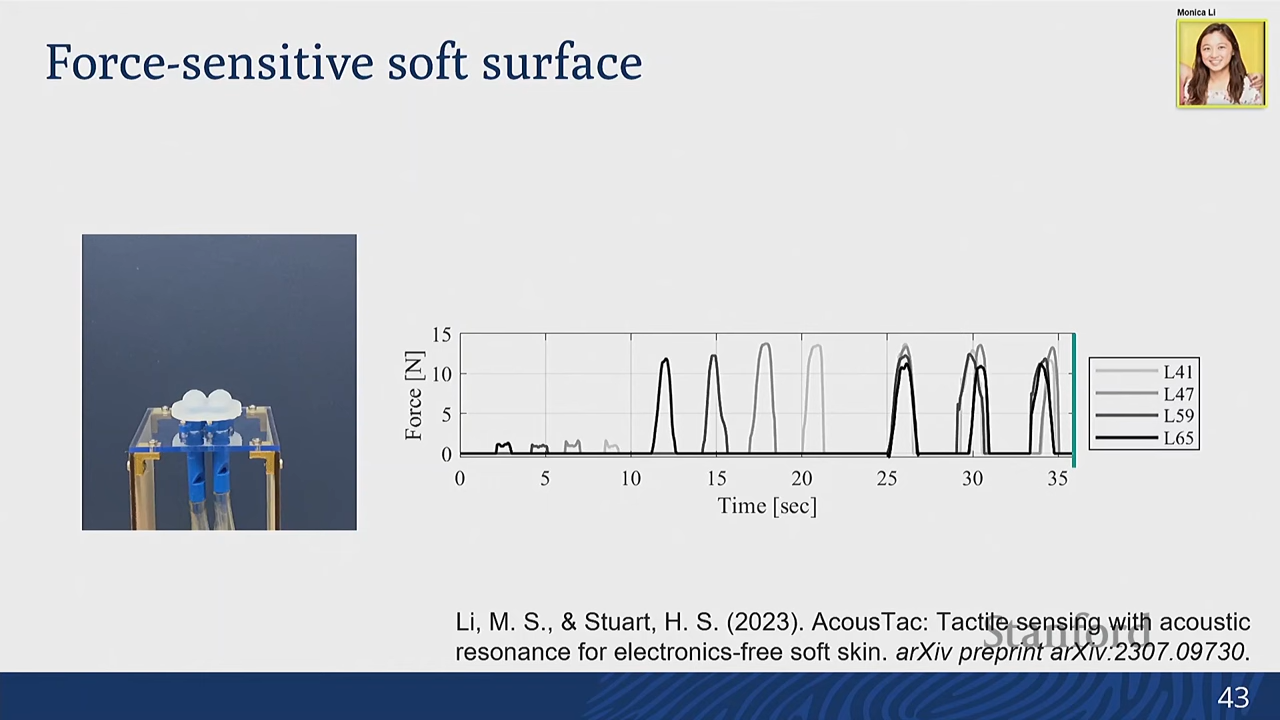 Monica Li
Force-sensitive soft surface
15
10
5
0
Force [N]
0 5 10 15 20 25 30 35
Time [sec]
L41
L47
L59
L65
Li, M. S., & Stuart, H. S. (2023). AcousTac: Tactile sensing with acoustic
resonance for electronics-free soft skin. arXiv preprint arXiv:2307.09730.
Stanford
43